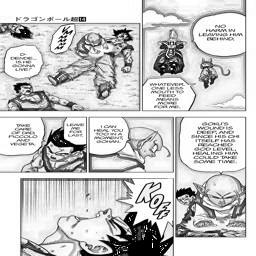 ドラゴンボール超14
NO
HARM IN
LEAVING HIM
BEHIND.
WHATEVER.
ONE LESS
MOUTH TO
FEED MEANS
MORE
FOR ME.
D-
DENDE,
IS HE
GONNA
LIVE?
GOKU'S
WOUND IS
DEEP, AND
SINCE HIS CHI
ITSELF HAS
REACHED
GOD LEVEL,
HEALING HIM
COULD TAKE
SOME TIME.
I CAN
HEAL YOU
TOO IN A
MOMENT,
GOHAN.
LEAVE
ME FOR
LAST.
TAKE
CARE
OF DAD,
PICCOLO
AND
VEGETA.